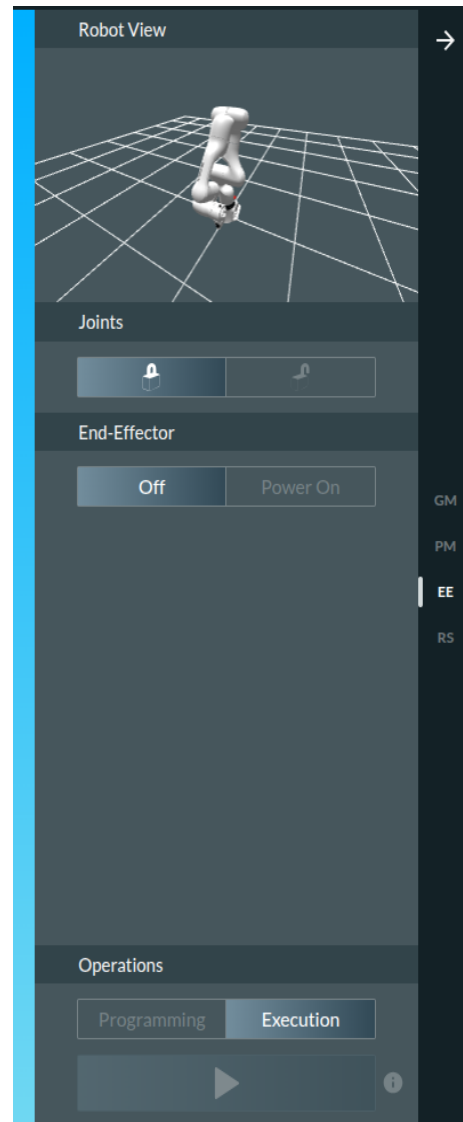 Robot View
Joints
End-Effector
Off Power On
GM
PM
EE
RS
Operations
Programming Execution